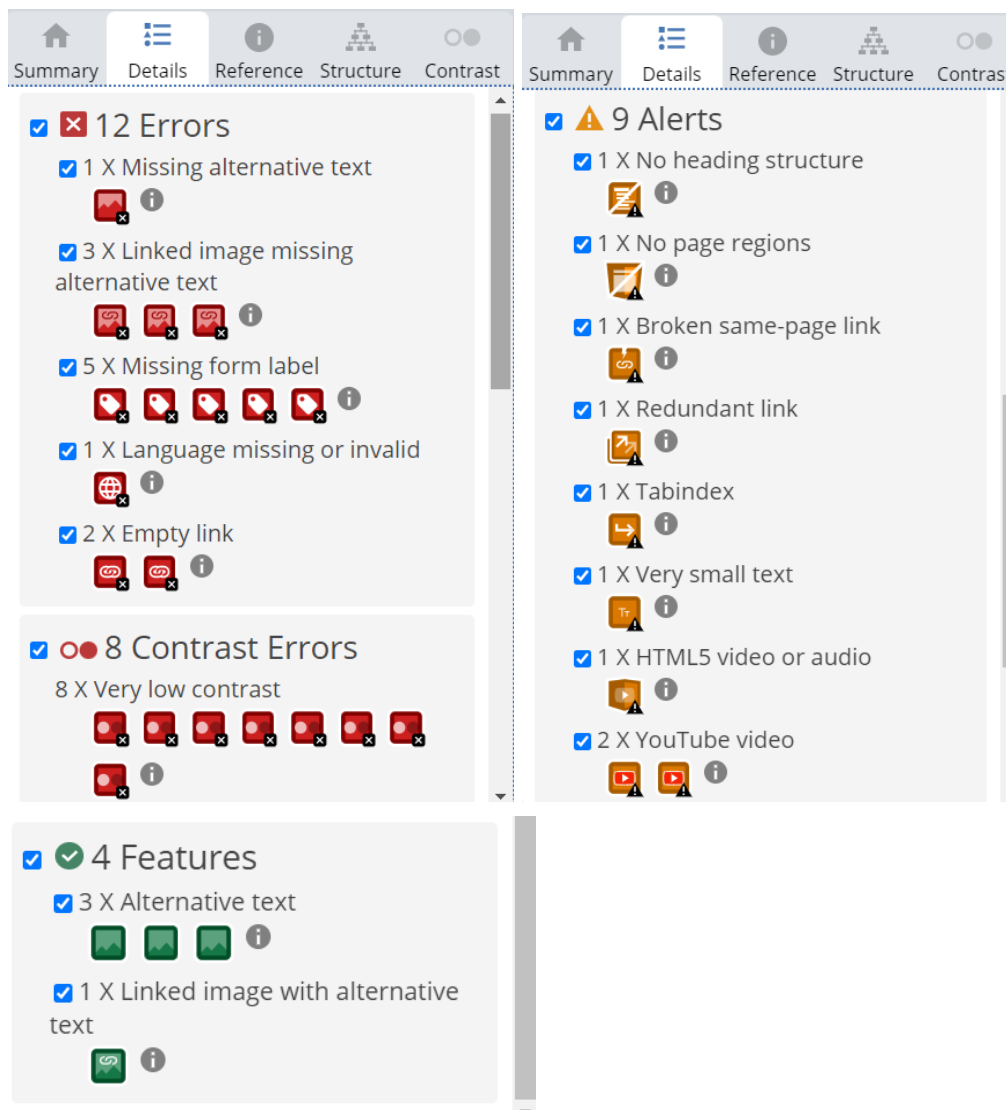 Summary
Details
Reference
Structure
Contrast
12 Errors
1 X Missing alternative text
3 X Linked image missing
alternative text
5 X Missing form label
1 X Language missing or invalid
2 X Empty link
8 Contrast Errors
8 X Very low contrast
Summary
Details
Reference
Structure
Contras
9 Alerts
1 X No heading structure
1 X No page regions
1 X Broken same-page link
1 X Redundant link
1 X Tabindex
1 X Very small text
1 X HTML5 video or audio
2 X YouTube video
4 Features
3 X Alternative text
1 X Linked image with alternative
text